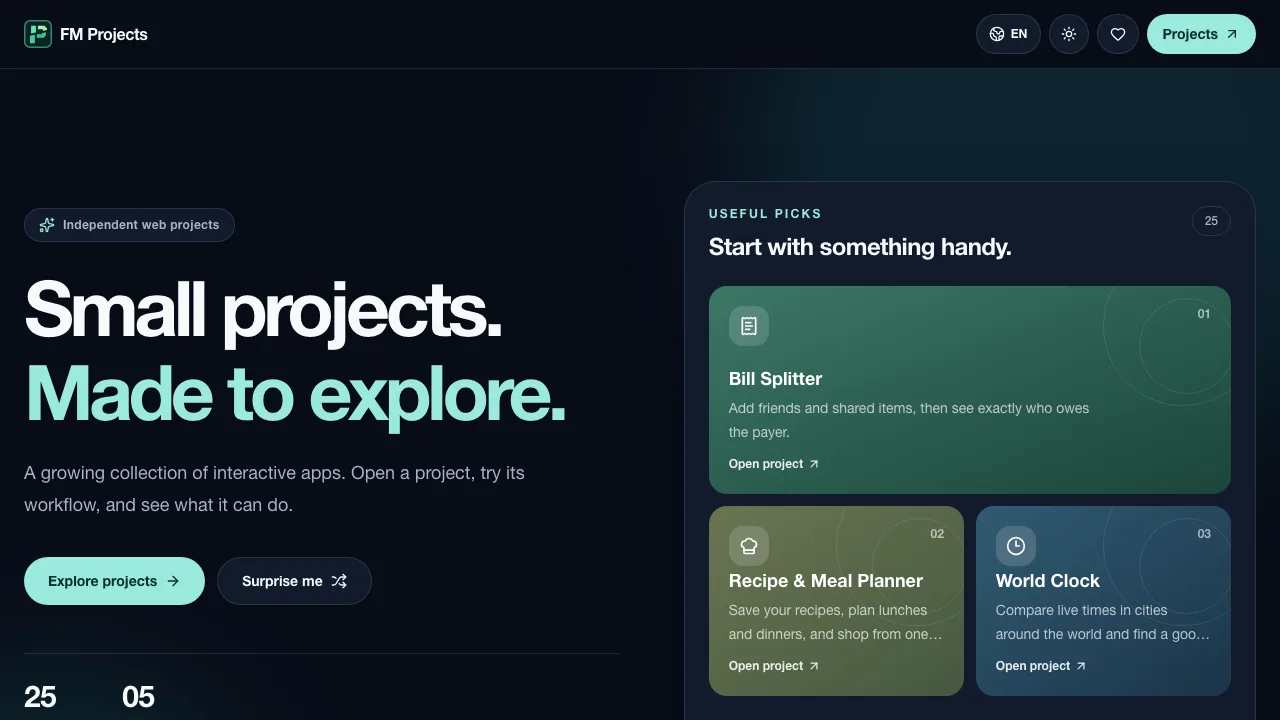 FM Projects
EN
Projects
Independent web projects
Small projects.
Made to explore.
A growing collection of interactive apps. Open a project, try its
workflow, and see what it can do.
Explore projects
Surprise me
25
05
USEFUL PICKS
25
Start with something handy.
01
Bill Splitter
Add friends and shared items, then see exactly who owes
the payer.
Open project
02
Recipe & Meal Planner
Save your recipes, plan lunches
and dinners, and shop from one…
Open project
03
World Clock
Compare live times in cities
around the world and find a goo…
Open project